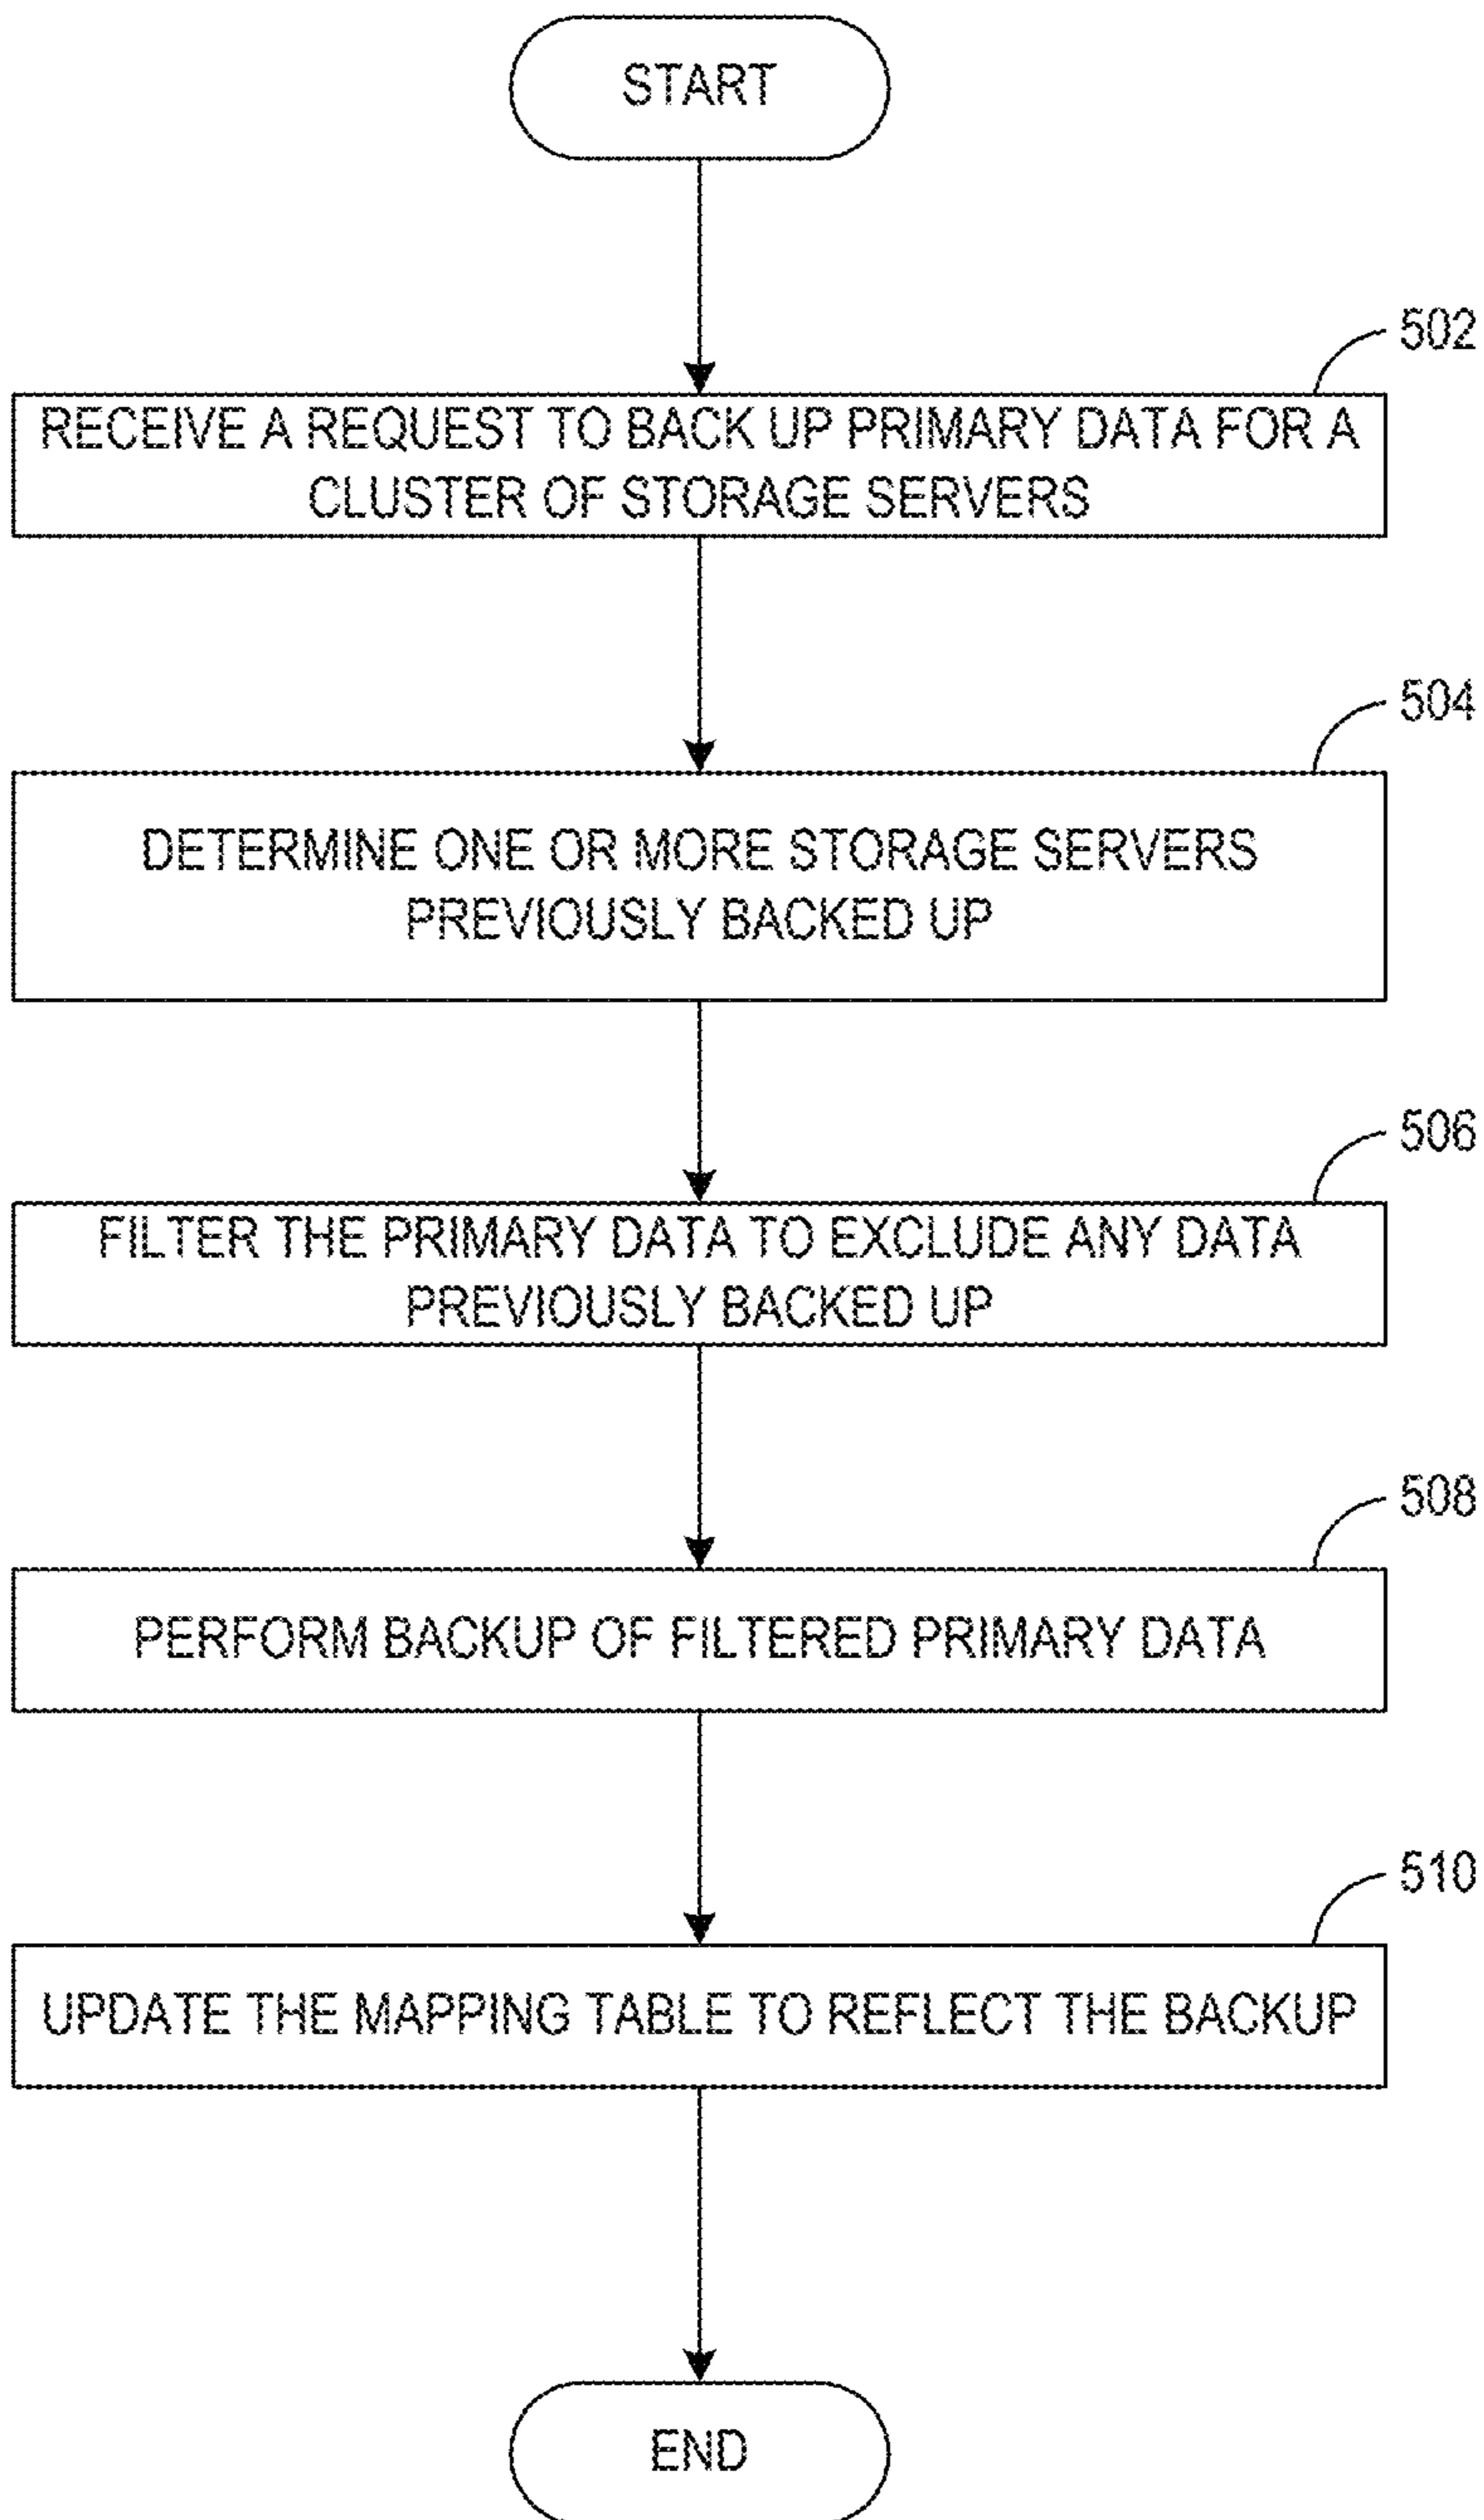 START
502
RECEIVE A REQUEST TO BACK UP PRIMARY DATA FOR A
CLUSTER OF STORAGE SERVERS
504
DETERMINE ONE OR MORE STORAGE SERVERS
PREVIOUSLY BACKED UP
506
FILTER THE PRIMARY DATA TO EXCLUDE ANY DATA
PREVIOUSLY BACKED UP
508
PERFORM BACKUP OF FILTERED PRIMARY DATA
510
UPDATE THE MAPPING TABLE TO REFLECT THE BACKUP
END